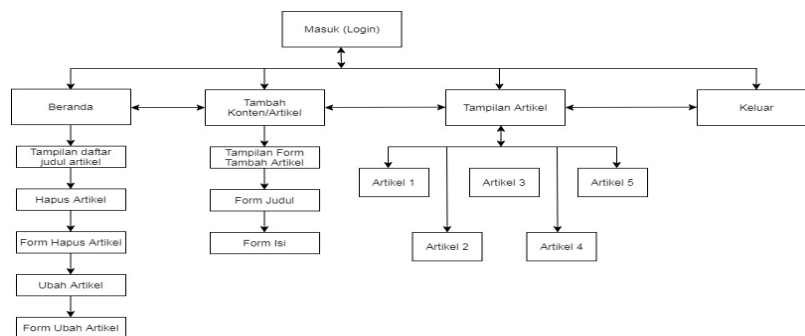 Masuk (Login)
Beranda
Tambah
Konten/Artikel
Tampilan Artikel
Keluar
Tampilan daftar
judul artikel
Tampilan Form
Tambah Artikel
Artikel 1
Artikel 3
Artikel 5
Hapus Artikel
Form Judul
Form Hapus Artikel
Form Isi
Artikel 2
Artikel 4
Ubah Artikel
Form Ubah Artikel